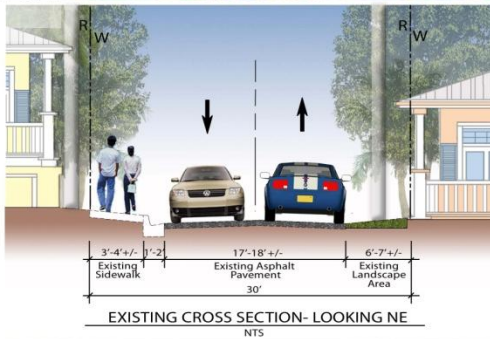 R W
R W
3'-4'+/- 1'-2' 17'-18'+/- 6'-7'+/-
Existing Sidewalk
Existing Asphalt Pavement
Existing Landscape Area
30'
EXISTING CROSS SECTION- LOOKING NE
NTS